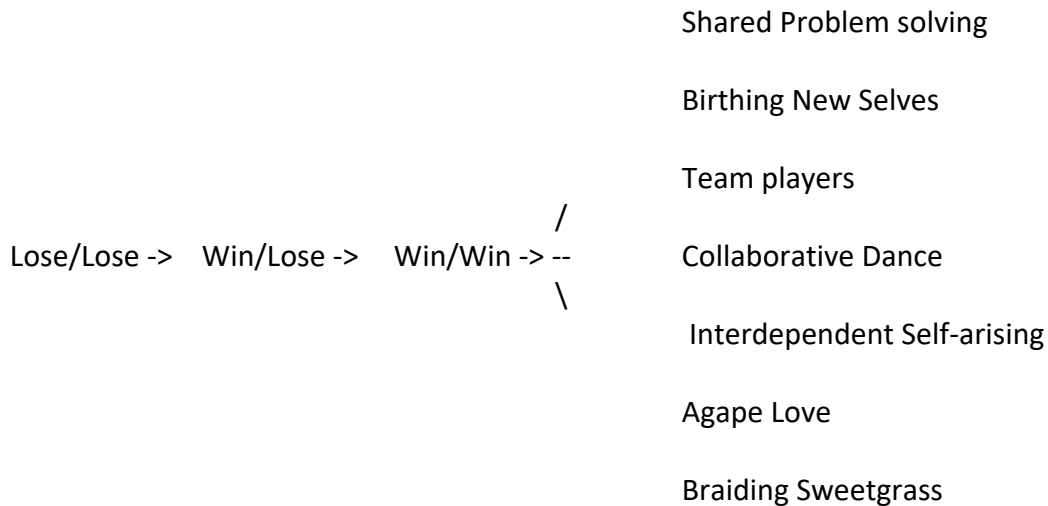 Shared Problem solving
Birthing New Selves
Team players
/
Lose/Lose -> Win/Lose -> Win/Win -> -- Collaborative Dance
\
Interdependent Self-arising
Agape Love
Braiding Sweetgrass